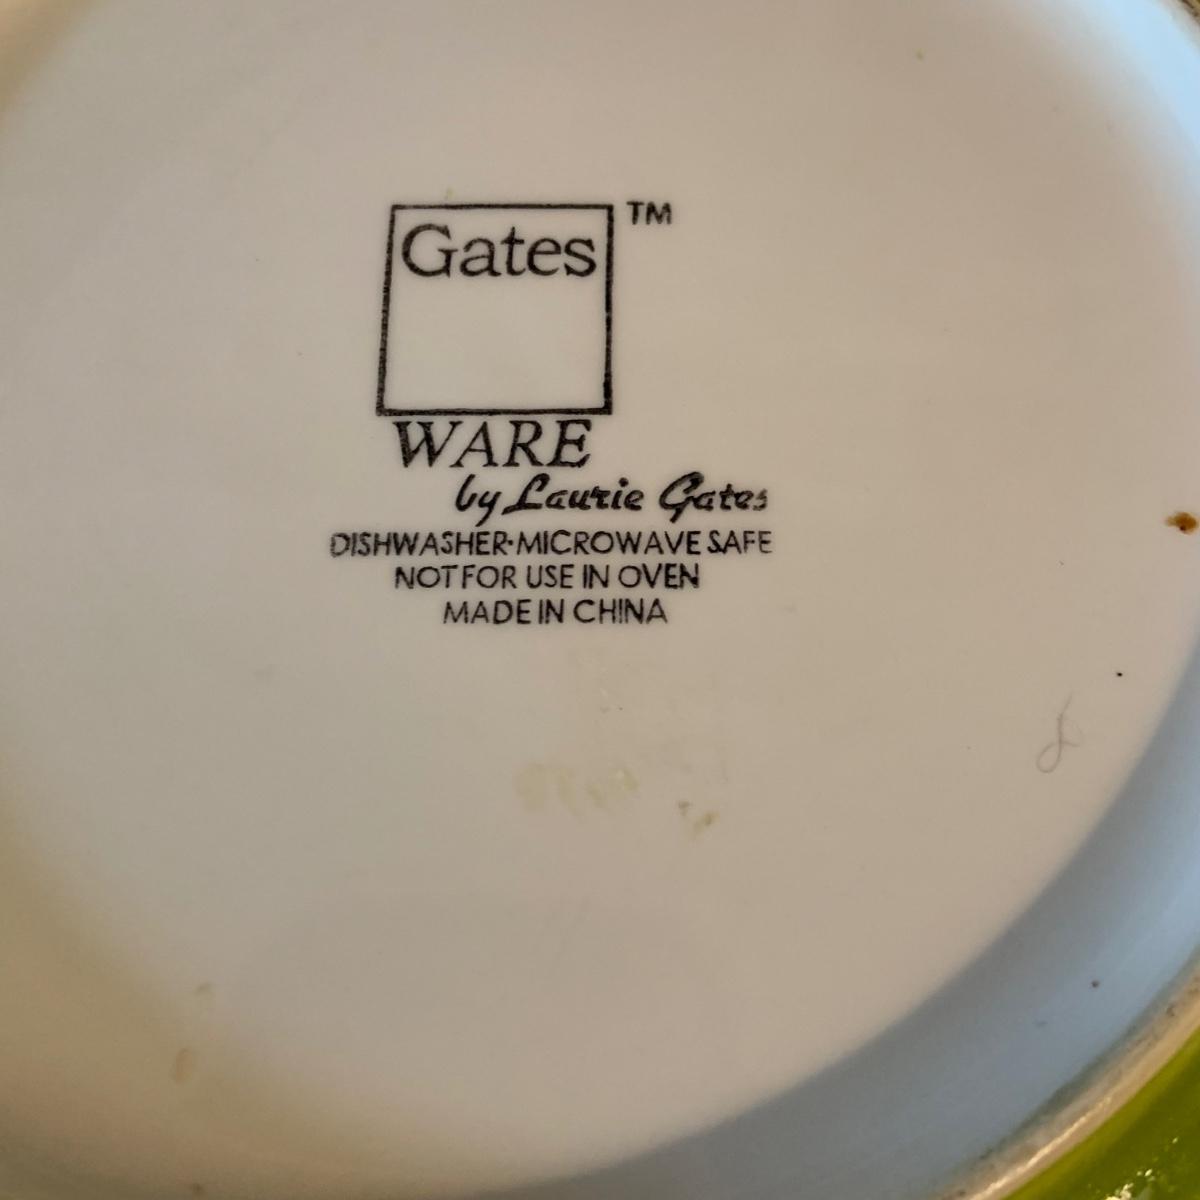 Gates TM
WARE
by Laurie Gates
DISHWASHER·MICROWAVE SAFE
NOT FOR USE IN OVEN
MADE IN CHINA